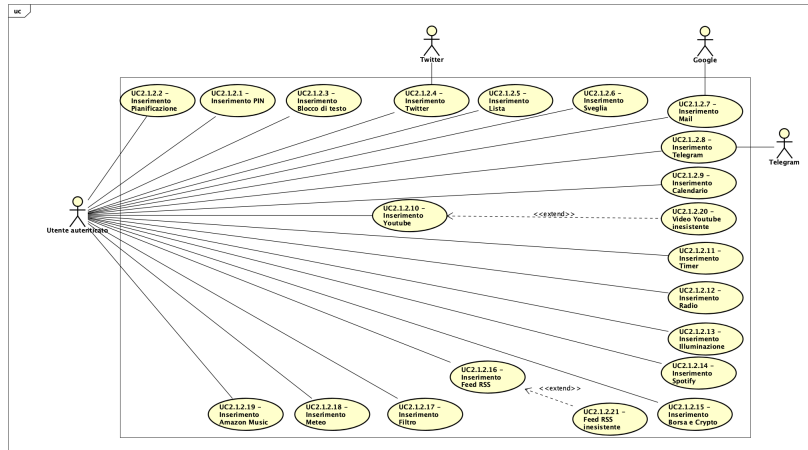 uc
Twitter
Google
UC2.1.2.2 –
Inserimento
Pianificazione
UC2.1.2.1 –
Inserimento PIN
UC2.1.2.3 –
Inserimento
Blocco di testo
UC2.1.2.4 –
Inserimento
Twitter
UC2.1.2.5 –
Inserimento
Lista
UC2.1.2.6 –
Inserimento
Sveglia
UC2.1.2.7 –
Inserimento
Mail
UC2.1..2.8 –
Inserimento
Telegram
Telegram
UC2.1.2.9 –
Inserimento
Calendario
Utente autenticato
UC2.1.2.10 –
Inserimento
Youtube
<<extend>>
UC2.1.2.20 –
Video Youtube
inesistente
UC2.1.2.11 –
Inserimento
Timer
UC2.1.2.12 –
Inserimento
Radio
UC2.1.2.13 –
Inserimento
Illuminazione
UC2.1.2.14 –
Inserimento
Spotify
UC2.1.2.16 –
Inserimento
Feed RSS
<<extend>>
UC2.1.2.19 –
Inserimento
Amazon Music
UC2.1.2.18 –
Inserimento
Meteo
UC2.1.2.17 –
Inserimento
Filtro
UC2.1.2.21 –
Feed RSS
inesistente
UC2.1.2.15 –
Inserimento
Borsa e Crypto